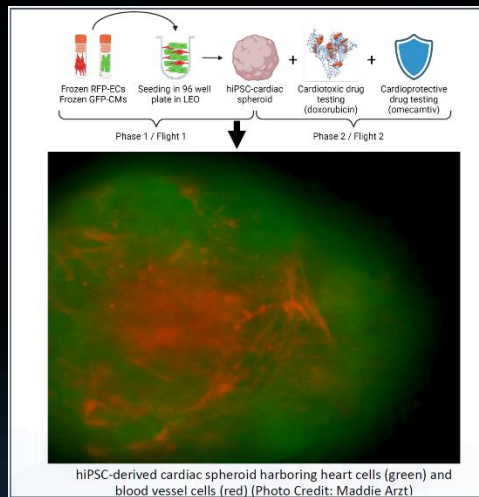 Frozen RFP-ECs
Frozen GFP-CMs
Seeding in 96 well
plate in LEO
hiPSC-cardiac
spheroid
+
Cardiotoxic drug
testing
(doxorubicin)
+
Cardioprotective
drug testing
(omecamtiv)
Phase 1 / Flight 1
Phase 2 / Flight 2
hiPSC-derived cardiac spheroid harboring heart cells (green) and
blood vessel cells (red) (Photo Credit: Maddie Arzt)